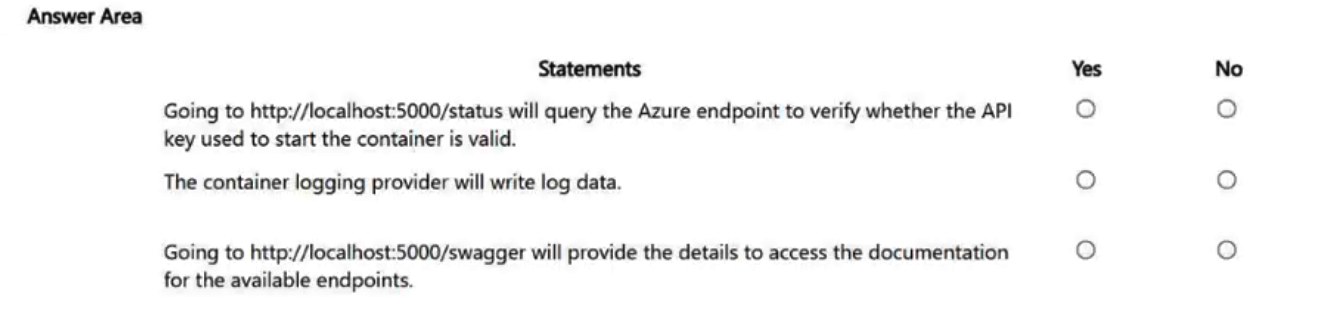 Answer Area
Statements Yes No
Going to http://localhost:5000/status will query the Azure endpoint to verify whether the API
key used to start the container is valid.
The container logging provider will write log data.
Going to http://localhost:5000/swagger will provide the details to access the documentation
for the available endpoints.